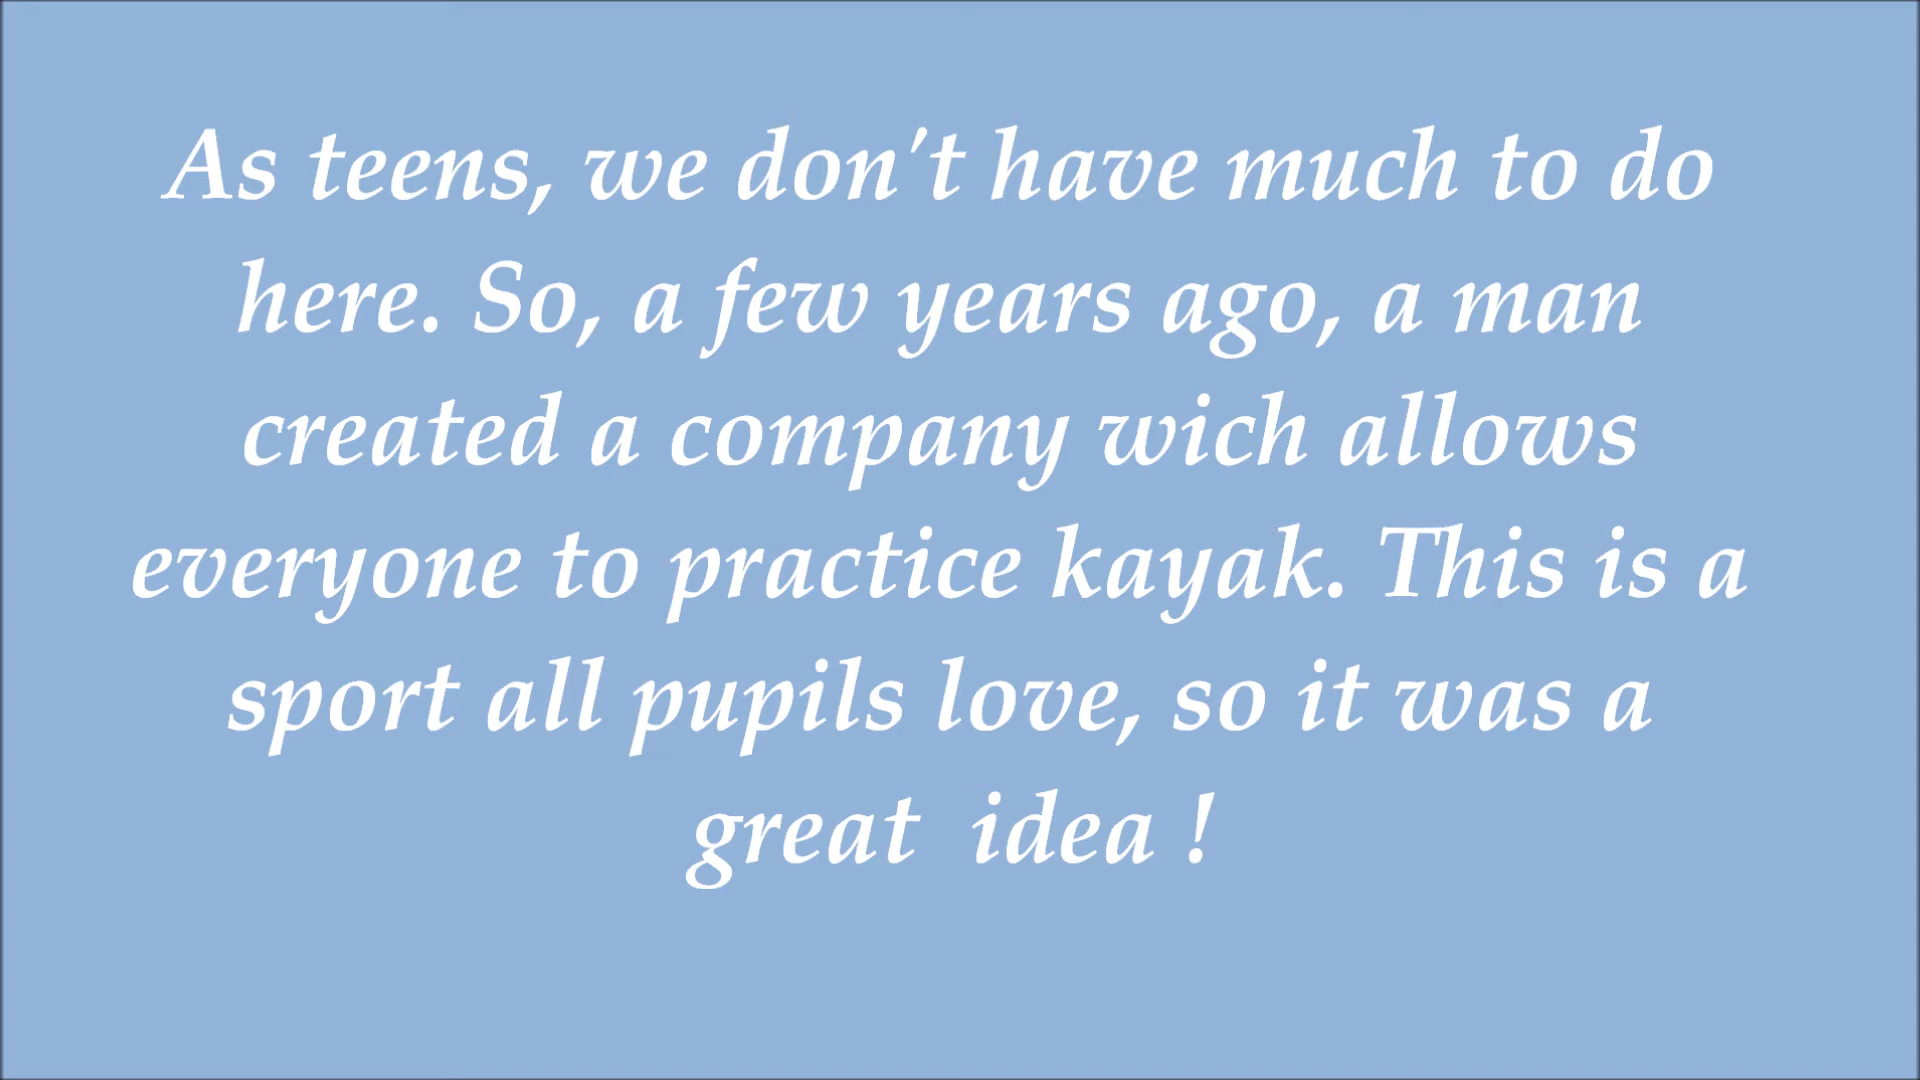 As teens, we don't have much to do
here. So, a few years ago, a man
created a company wich allows
everyone to practice kayak. This is a
sport all pupils love, so it was a
great  idea !